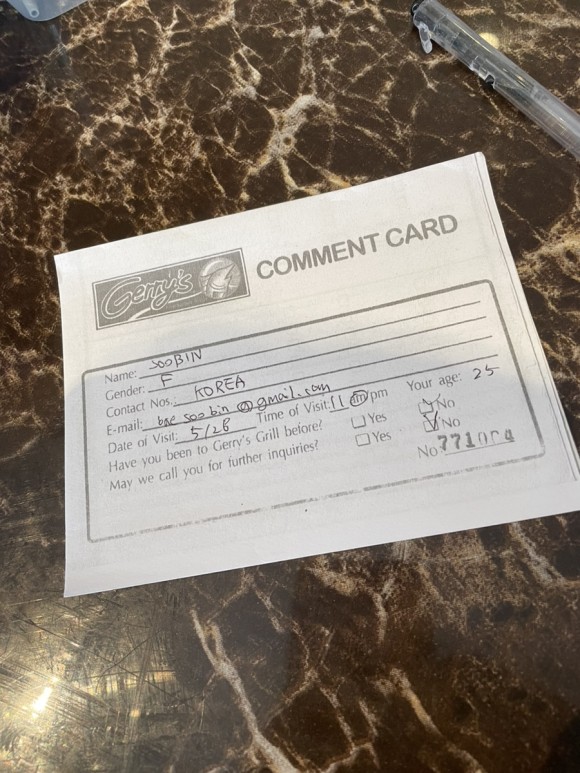 Gerry's COMMENT CARD
Name: SOOBIN
Gender: F
Contact Nos.: KOREA
E-mail: bae soobin @gmail.com
Date of Visit: 5/28 Time of Visit: 11 am pm Your age: 25
Have you been to Gerry's Grill before? Yes No
May we call you for further inquiries? Yes No
No.